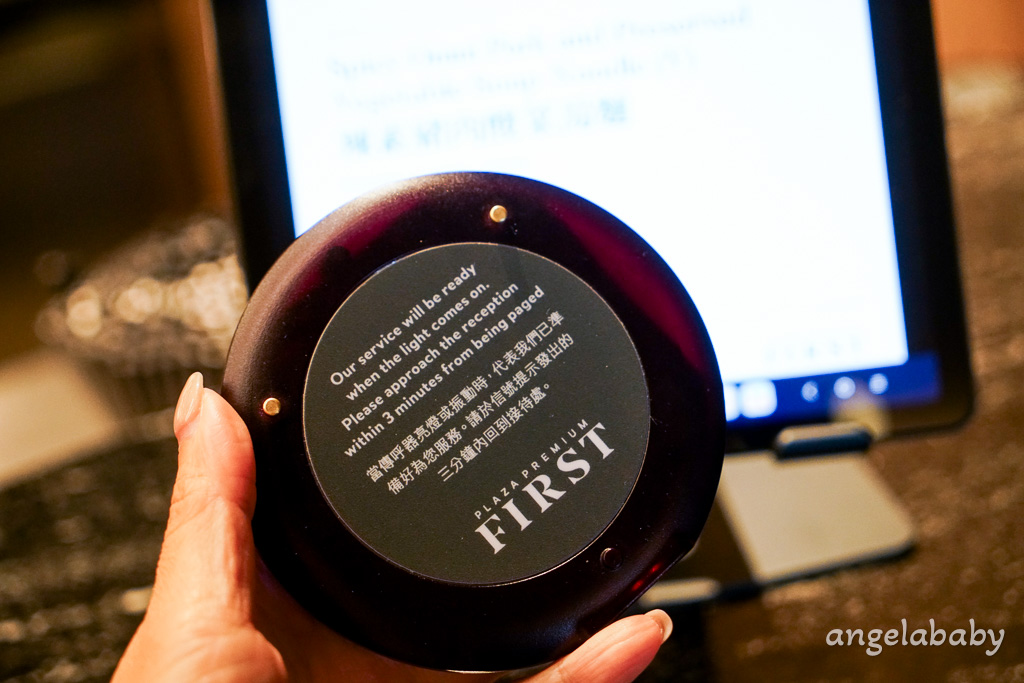 Our service will be ready
when the light comes on.
Please approach the reception
within 3 minutes from being paged
當傳呼器亮燈或振動時，代表我們已準
備好為您服務。請於信號提示發出的
三分鐘內回到接待處。
PLAZA PREMIUM
FIRST
angelababy